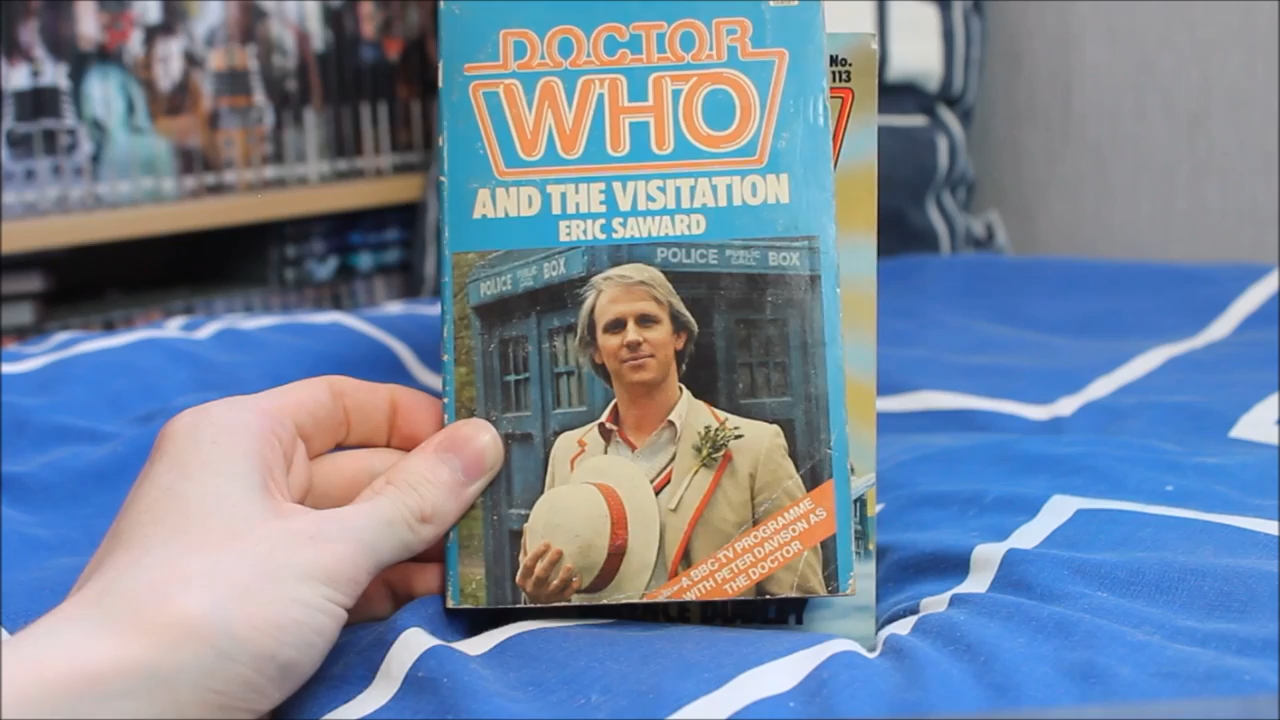 DOCTOR
WHO
AND THE VISITATION
ERIC SAWARD
POLICE PUBLIC CALL BOX
POLICE PUBLIC CALL BOX
A BBC-TV PROGRAMME
WITH PETER DAVISON AS
THE DOCTOR
No.
113